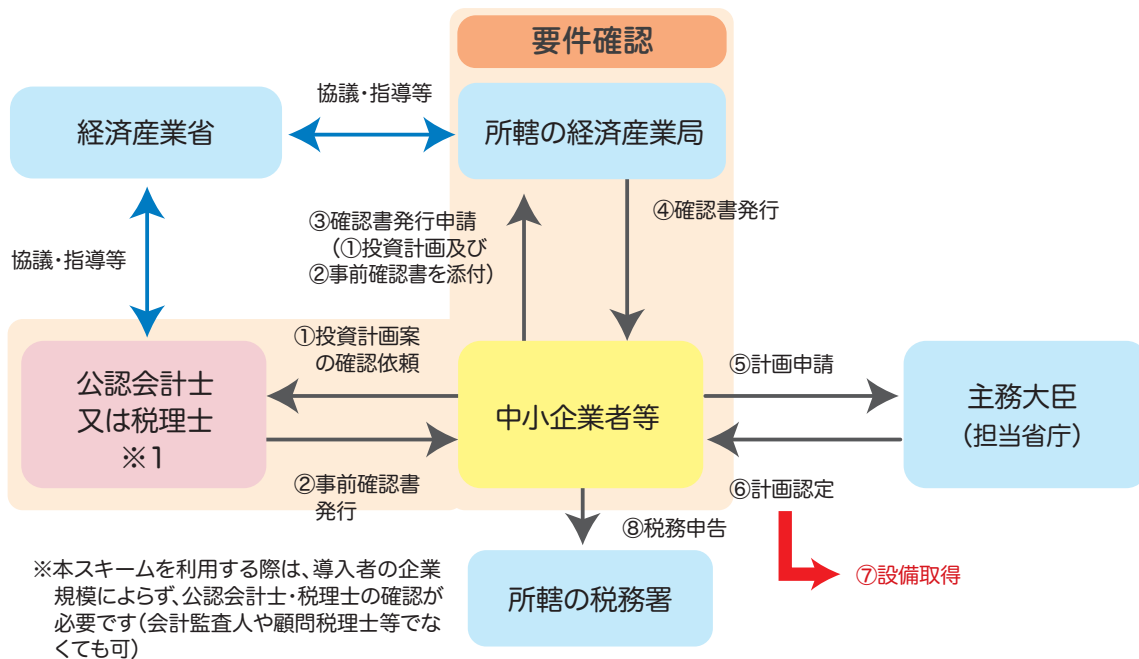 要件確認
協議・指導等
経済産業省
所轄の経済産業局
③確認書発行申請
(①投資計画及び
②事前確認書を添付)
④確認書発行
協議・指導等
①投資計画案
の確認依頼
公認会計士
又は税理士
※1
中小企業者等
⑤計画申請
主務大臣
(担当省庁)
②事前確認書
発行
⑥計画認定
⑧税務申告
⑦設備取得
所轄の税務署
※本スキームを利用する際は、導入者の企業
規模によらず、公認会計士・税理士の確認が
必要です(会計監査人や顧問税理士等でな
くても可)